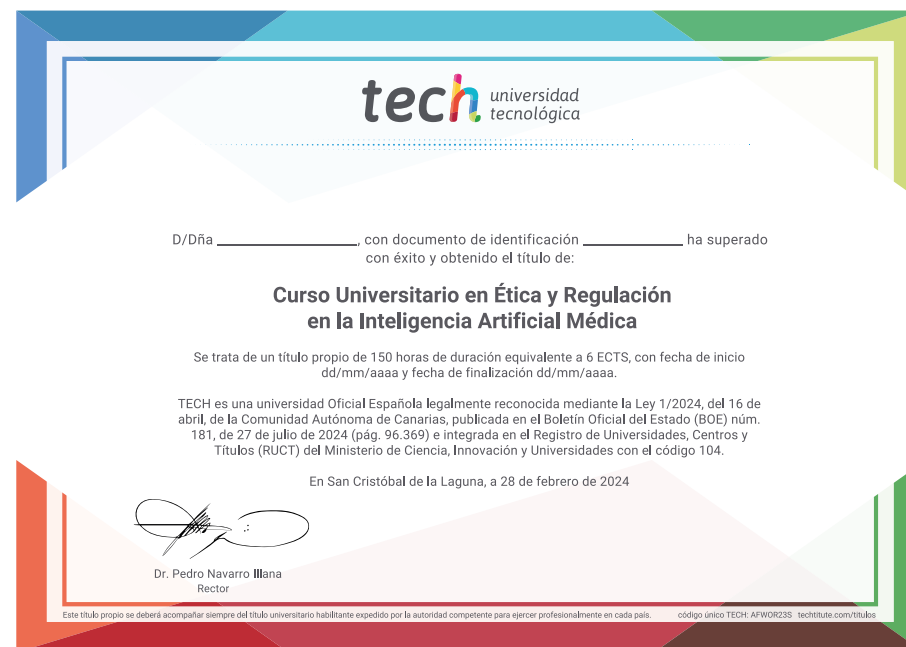 tech universidad
tecnológica
D/Dña ________________, con documento de identificación ____________ ha superado
con éxito y obtenido el título de:
Curso Universitario en Ética y Regulación
en la Inteligencia Artificial Médica
Se trata de un título propio de 150 horas de duración equivalente a 6 ECTS, con fecha de inicio
dd/mm/aaaa y fecha de finalización dd/mm/aaaa.
TECH es una universidad Oficial Española legalmente reconocida mediante la Ley 1/2024, del 16 de
abril, de la Comunidad Autónoma de Canarias, publicada en el Boletín Oficial del Estado (BOE) núm.
181, de 27 de julio de 2024 (pág. 96.369) e integrada en el Registro de Universidades, Centros y
Títulos (RUCT) del Ministerio de Ciencia, Innovación y Universidades con el código 104.
En San Cristóbal de la Laguna, a 28 de febrero de 2024
Dr. Pedro Navarro Illana
Rector
Este título propio se deberá acompañar siempre del título universitario habilitante expedido por la autoridad competente para ejercer profesionalmente en cada país. código único TECH: AFWOR23S techtitute.com/titulos